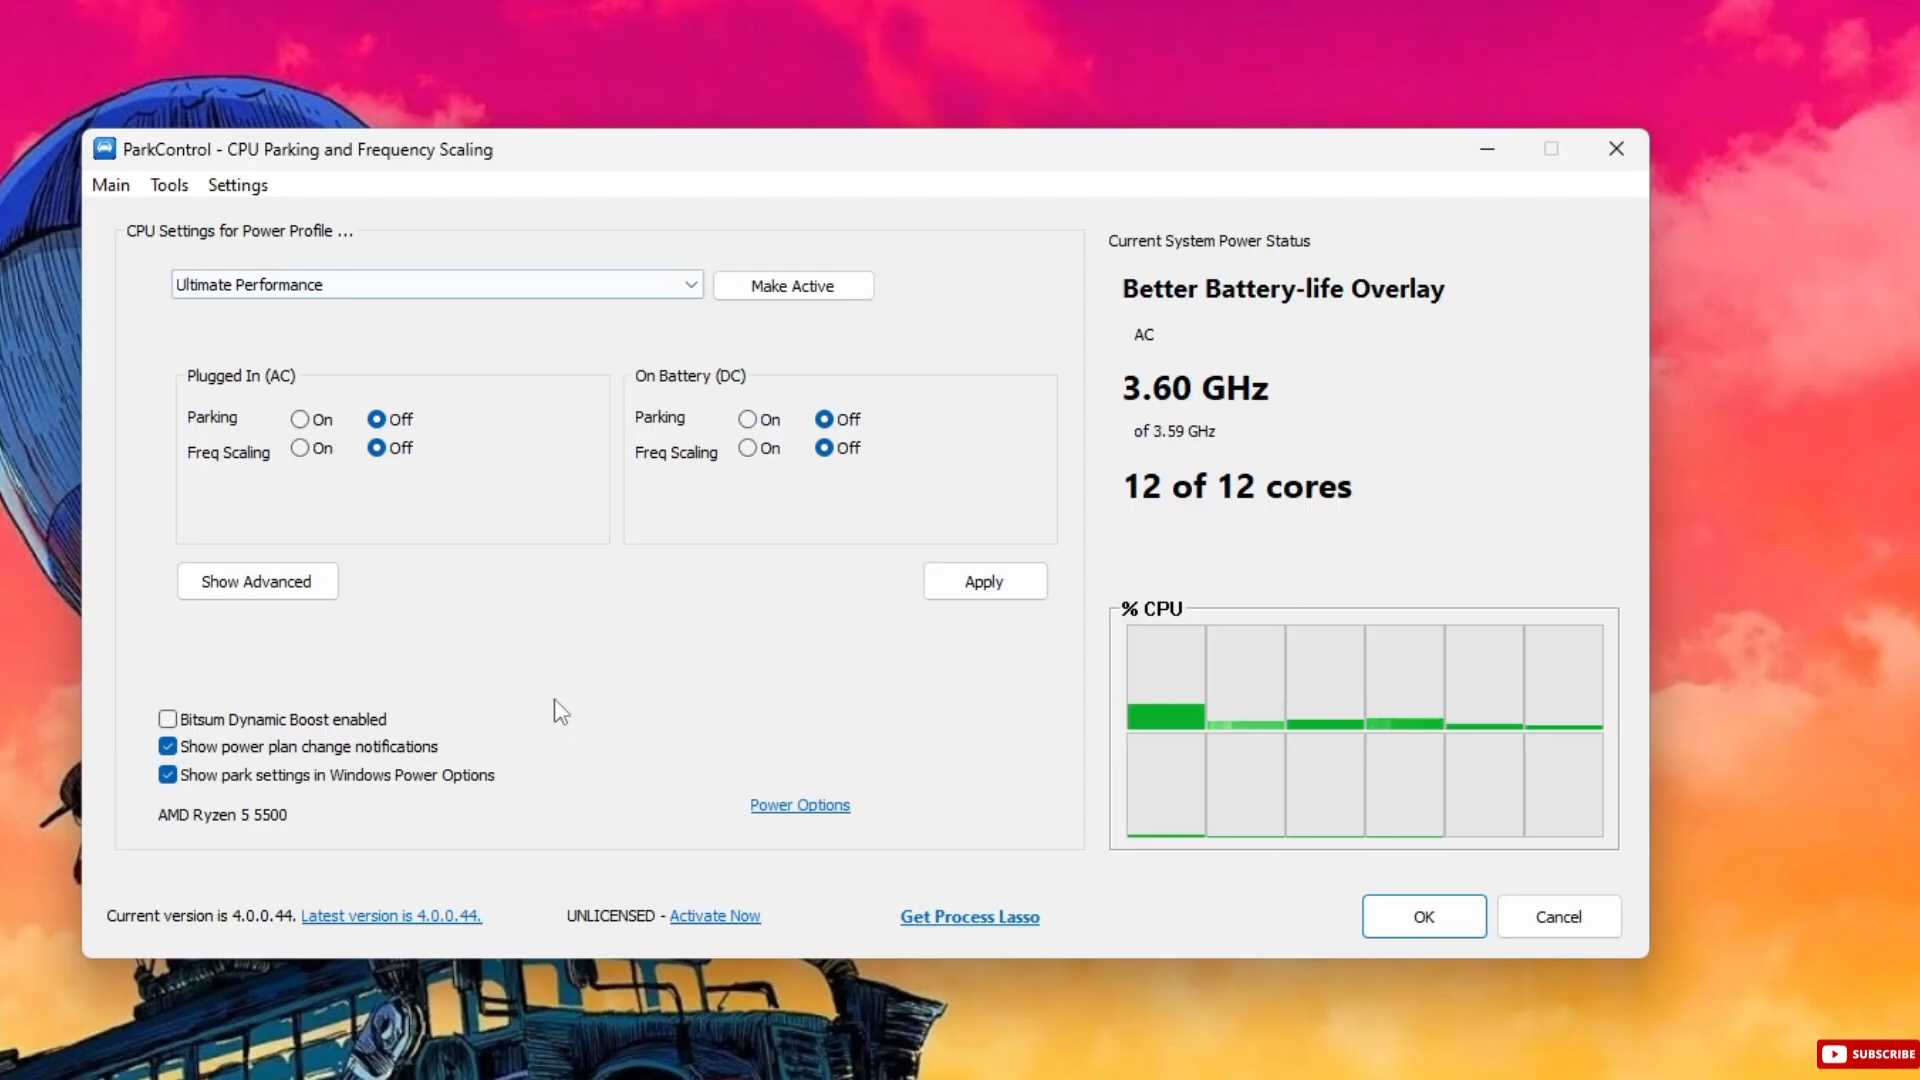 ParkControl - CPU Parking and Frequency Scaling
Main Tools Settings
CPU Settings for Power Profile ...
Ultimate Performance
Make Active
Plugged In (AC)
Parking On Off
Freq Scaling On Off
On Battery (DC)
Parking On Off
Freq Scaling On Off
Show Advanced
Apply
Bitsum Dynamic Boost enabled
Show power plan change notifications
Show park settings in Windows Power Options
AMD Ryzen 5 5500
Power Options
Current System Power Status
Better Battery-life Overlay
AC
3.60 GHz
of 3.59 GHz
12 of 12 cores
% CPU
Current version is 4.0.0.44. Latest version is 4.0.0.44.
UNLICENSED - Activate Now
Get Process Lasso
OK
Cancel
SUBSCRIBE